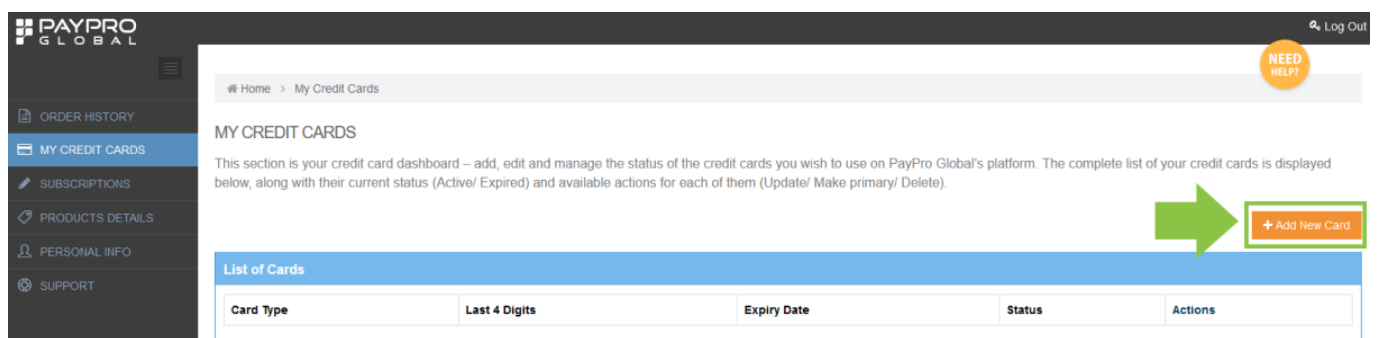 PAYPRO
GLOBAL
Log Out
NEED
HELP?
Home > My Credit Cards
ORDER HISTORY
MY CREDIT CARDS
SUBSCRIPTIONS
PRODUCTS DETAILS
PERSONAL INFO
SUPPORT
MY CREDIT CARDS
This section is your credit card dashboard – add, edit and manage the status of the credit cards you wish to use on PayPro Global's platform. The complete list of your credit cards is displayed
below, along with their current status (Active/ Expired) and available actions for each of them (Update/ Make primary/ Delete).
+ Add New Card
List of Cards
Card Type Last 4 Digits Expiry Date Status Actions